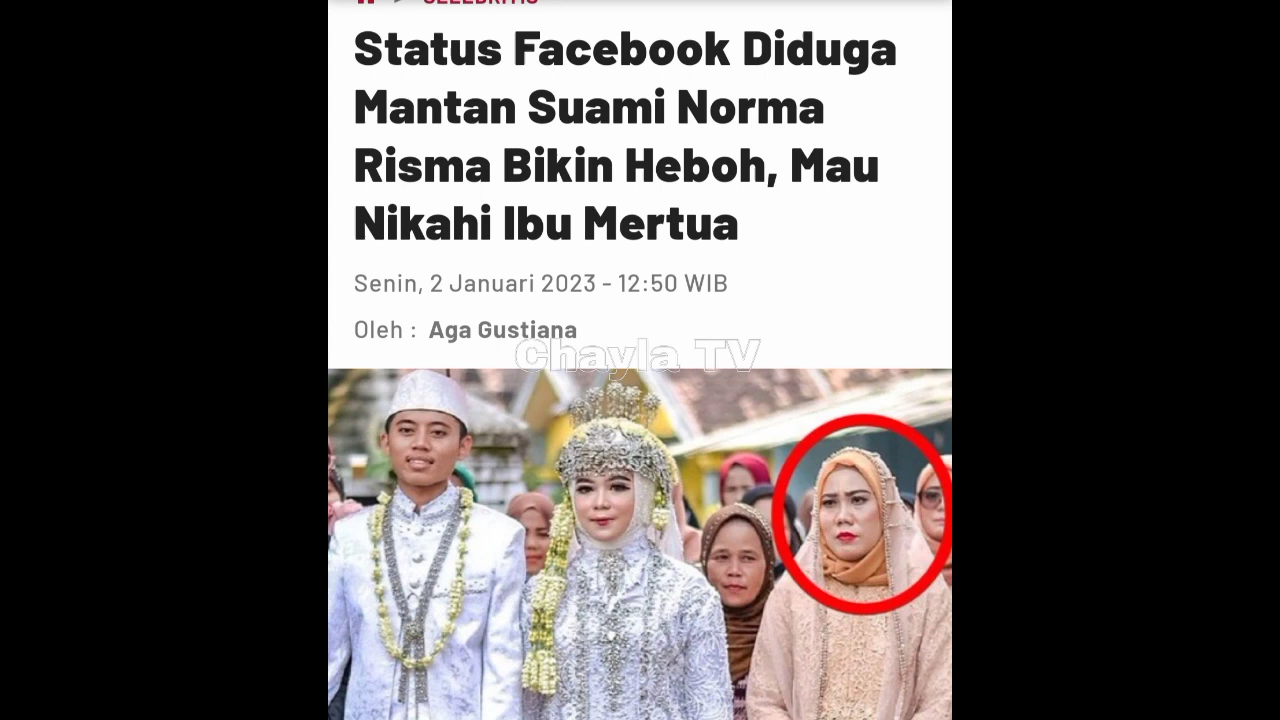 Status Facebook Diduga
Mantan Suami Norma
Risma Bikin Heboh, Mau
Nikahi Ibu Mertua
Senin, 2 Januari 2023 - 12:50 WIB
Oleh : Aga Gustiana
Chayla TV